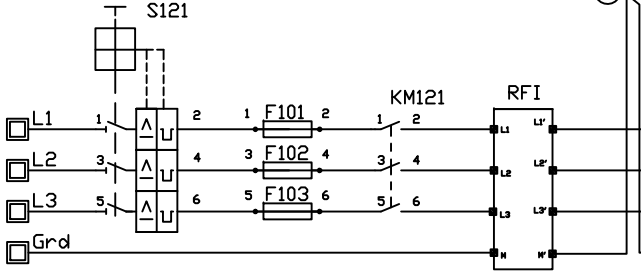 S121
KM121
RFI
L1 1 2 1 F101 2 1 2 L1 L1'
L2 3 4 3 F102 4 3 4 L2 L2'
L3 5 6 5 F103 6 5 6 L3 L3'
Grd N N'